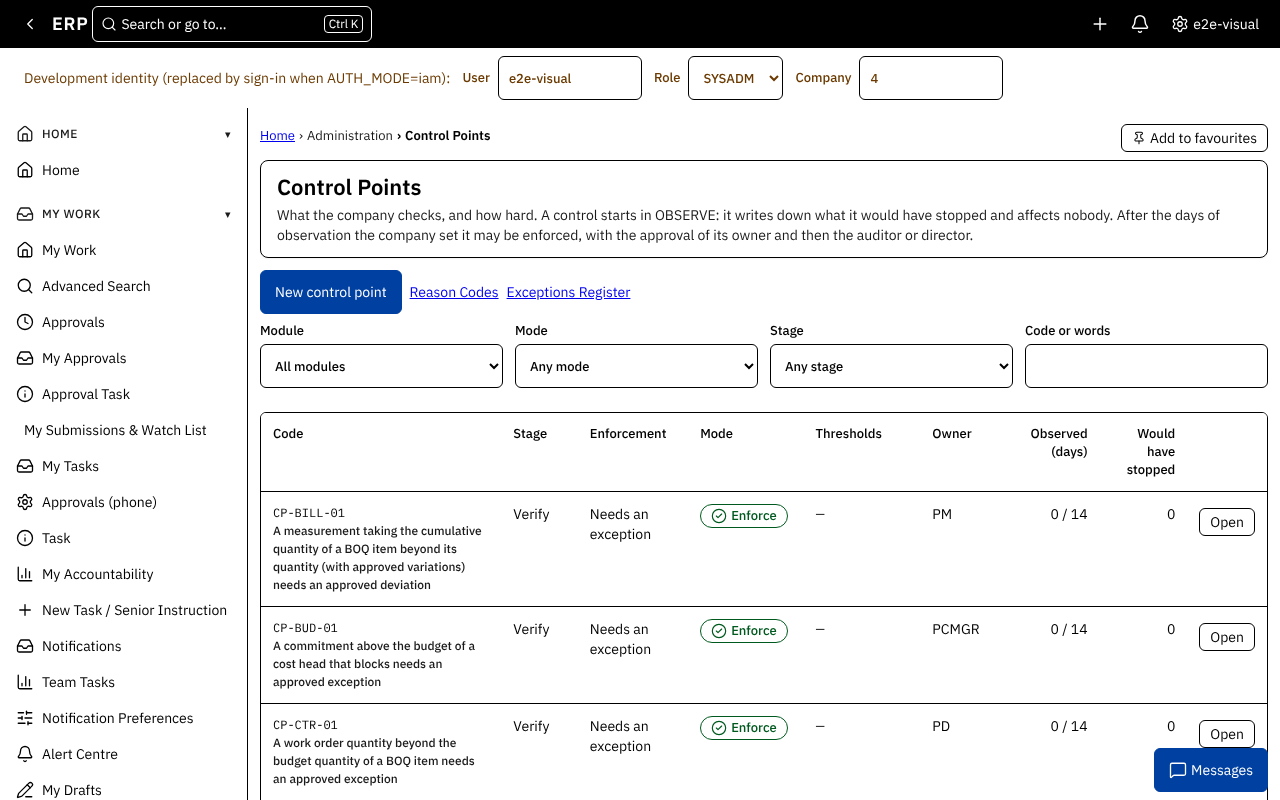 ERP
Search or go to...
Ctrl K
e2e-visual
Development identity (replaced by sign-in when AUTH_MODE=iam):
User
e2e-visual
Role
SYSADM
Company
4
HOME
Home
MY WORK
My Work
Advanced Search
Approvals
My Approvals
Approval Task
My Submissions & Watch List
My Tasks
Approvals (phone)
Task
My Accountability
New Task / Senior Instruction
Notifications
Team Tasks
Notification Preferences
Alert Centre
My Drafts
Home › Administration › Control Points
Add to favourites
Control Points
What the company checks, and how hard. A control starts in OBSERVE: it writes down what it would have stopped and affects nobody. After the days of
observation the company set it may be enforced, with the approval of its owner and then the auditor or director.
New control point
Reason Codes
Exceptions Register
Module
Mode
Stage
Code or words
All modules
Any mode
Any stage
Code
Stage
Enforcement
Mode
Thresholds
Owner
Observed
(days)
Would
have
stopped
CP-BILL-01
A measurement taking the cumulative
quantity of a BOQ item beyond its
quantity (with approved variations)
needs an approved deviation
Verify
Needs an
exception
Enforce
—
PM
0 / 14
0
Open
CP-BUD-01
A commitment above the budget of a
cost head that blocks needs an
approved exception
Verify
Needs an
exception
Enforce
—
PCMGR
0 / 14
0
Open
CP-CTR-01
A work order quantity beyond the
budget quantity of a BOQ item needs
an approved exception
Verify
Needs an
exception
Enforce
—
PD
0 / 14
0
Open
Messages